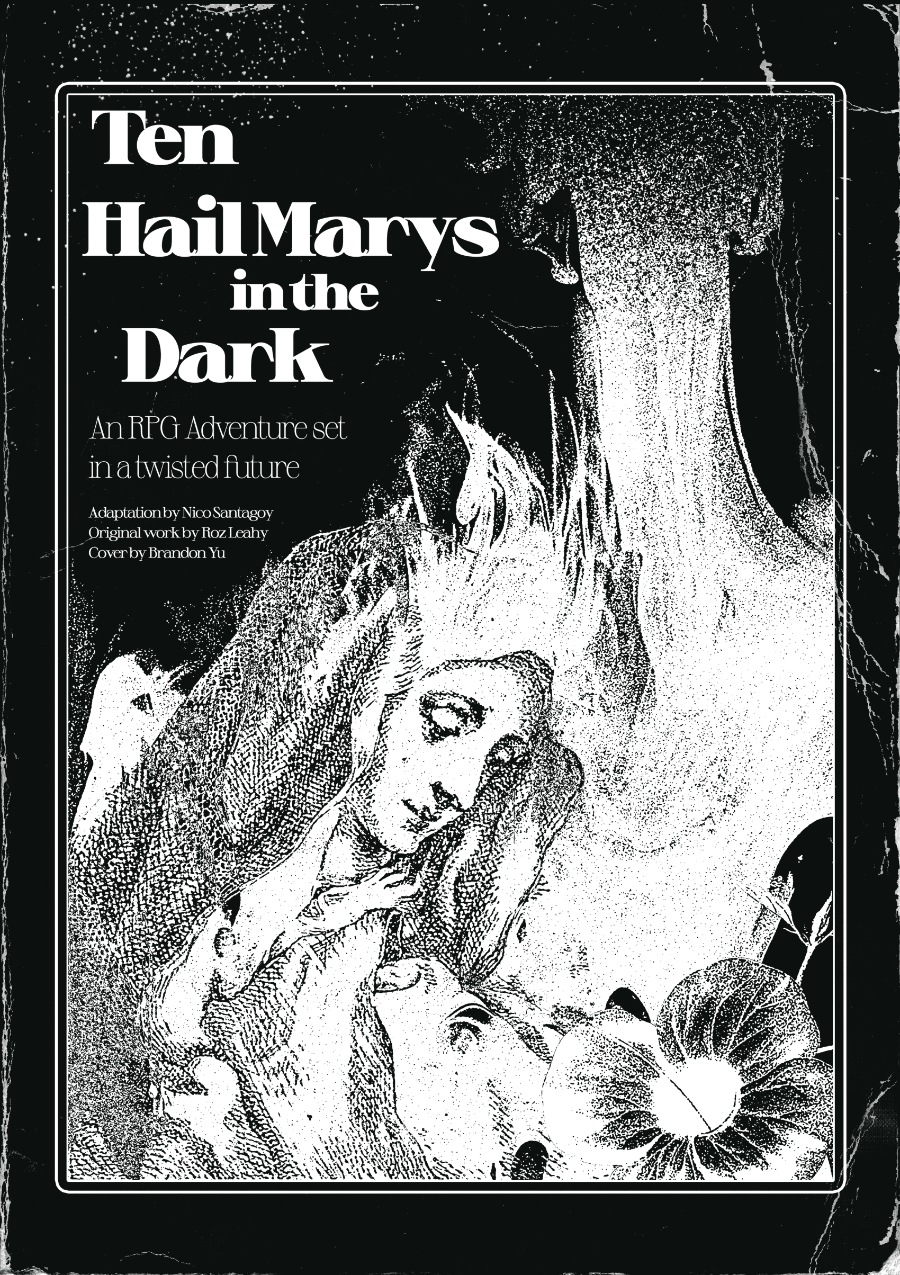 Ten
Hail Marys
in the
Dark
An RPG Adventure set
in a twisted future
Adaptation by Nico Santagoy
Original work by Roz Leahy
Cover by Brandon Yu